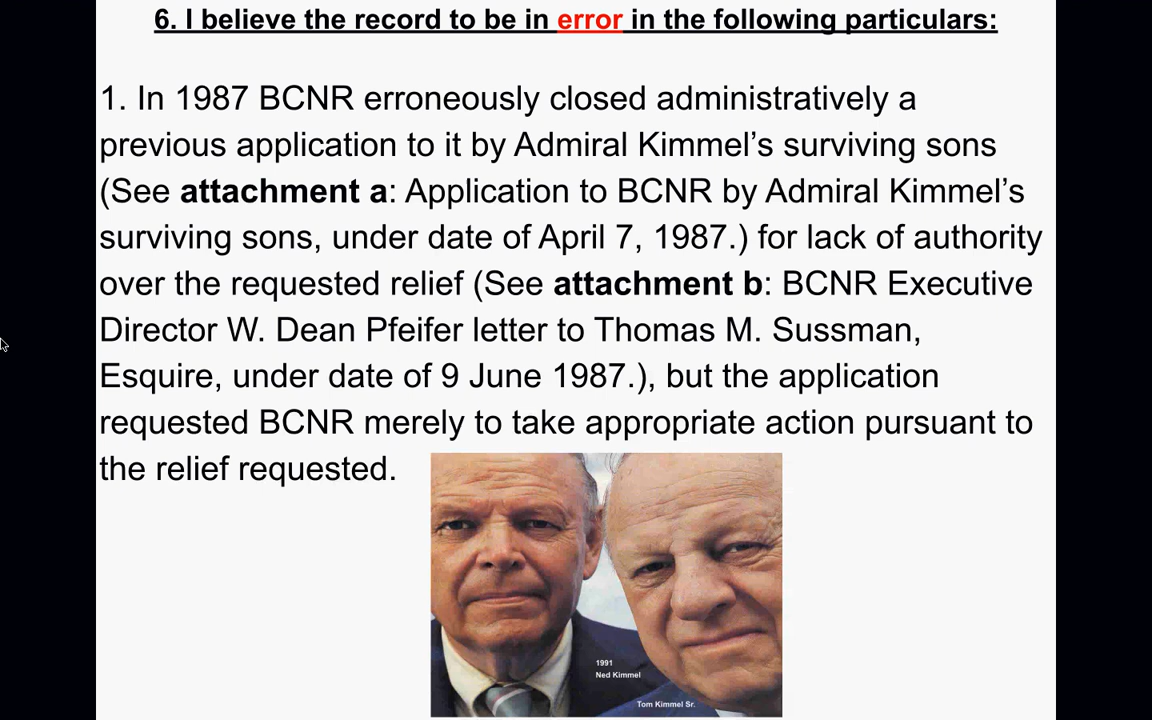 6. I believe the record to be in error in the following particulars:
1. In 1987 BCNR erroneously closed administratively a
previous application to it by Admiral Kimmel’s surviving sons
(See attachment a: Application to BCNR by Admiral Kimmel’s
surviving sons, under date of April 7, 1987.) for lack of authority
over the requested relief (See attachment b: BCNR Executive
Director W. Dean Pfeifer letter to Thomas M. Sussman,
Esquire, under date of 9 June 1987.), but the application
requested BCNR merely to take appropriate action pursuant to
the relief requested.
1991
Ned Kimmel
Tom Kimmel Sr.